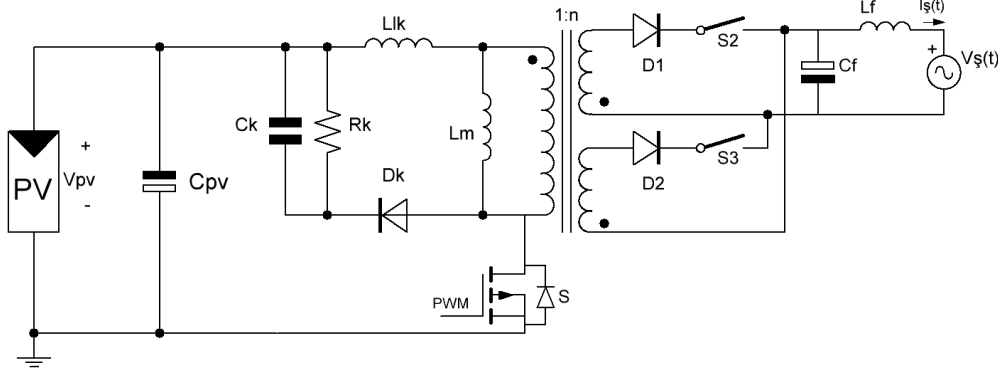 Llk
1:n
D1
S2
Lf
Iş(t)
+
Vş(t)
Cf
PV
+
Vpv
-
Cpv
Ck
Rk
Lm
Dk
D2
S3
PWM
S